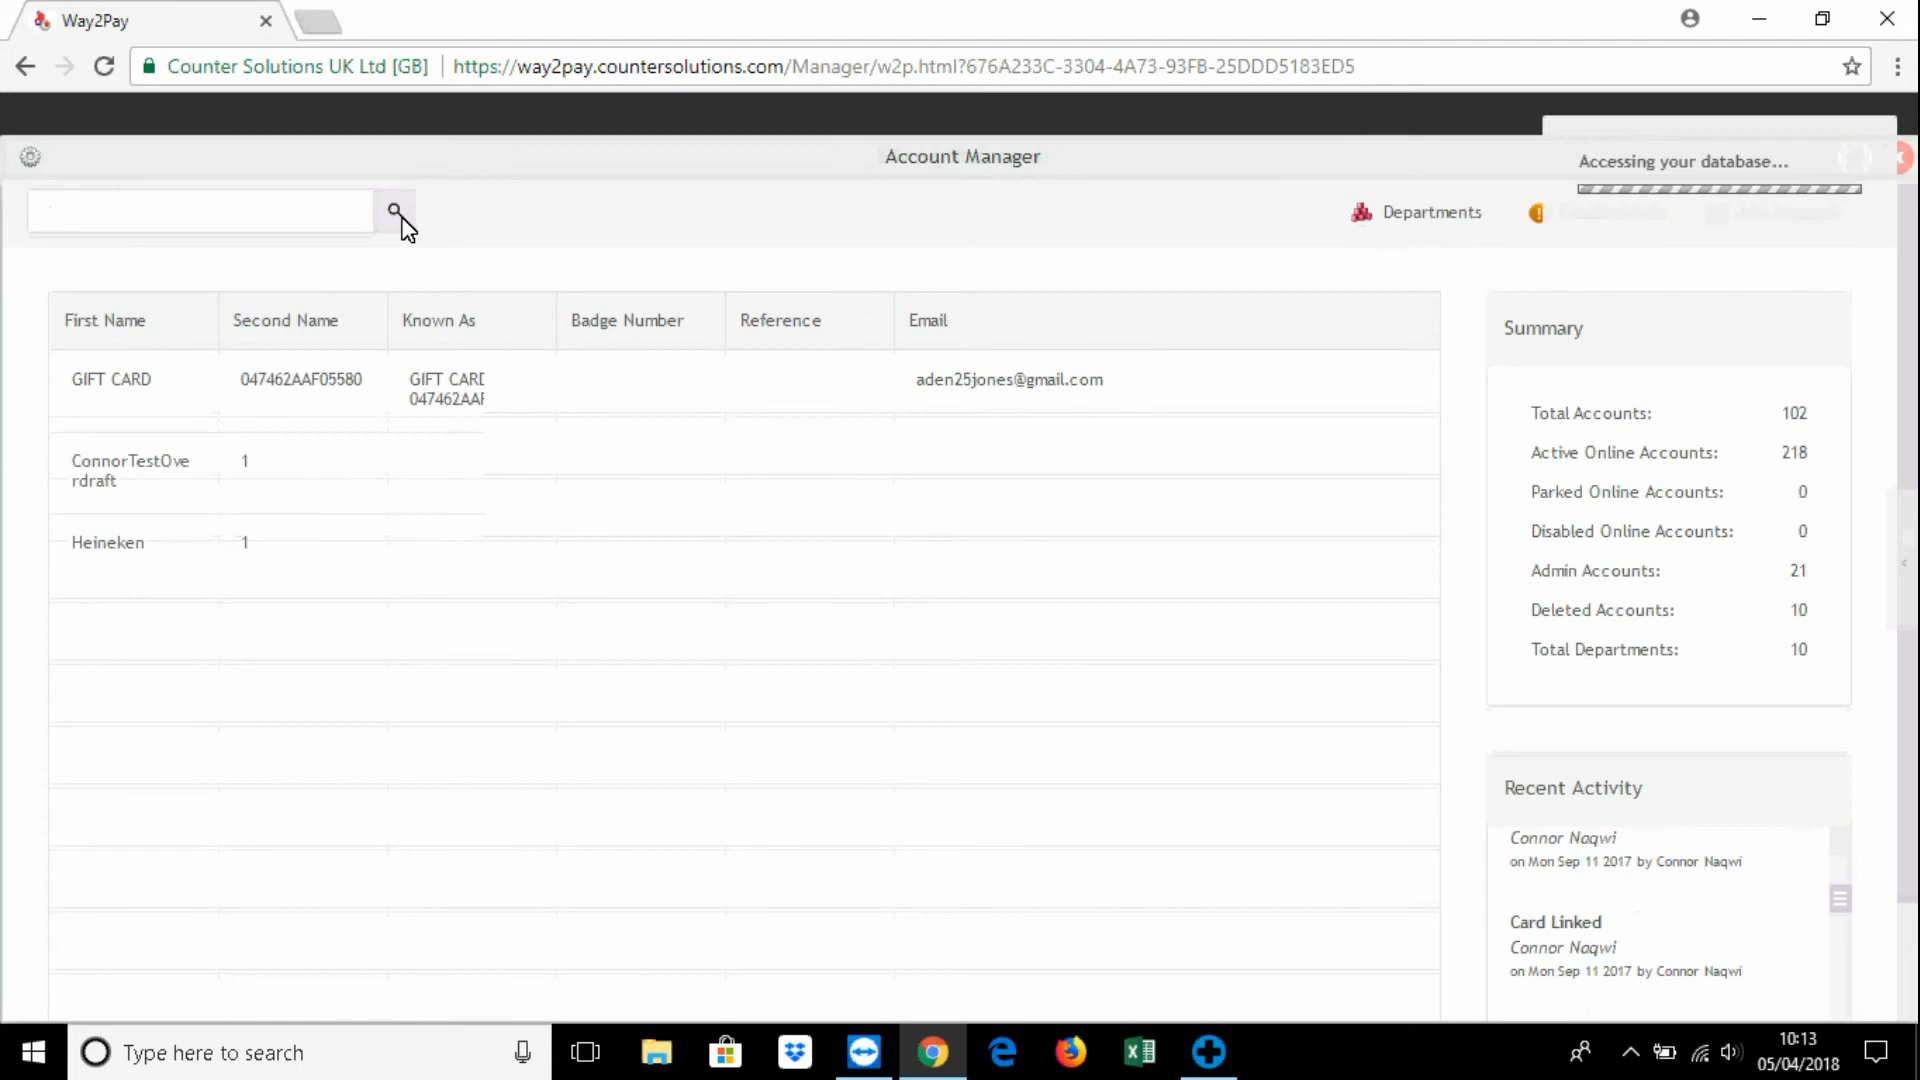 Way2Pay
Counter Solutions UK Ltd [GB]
https://way2pay.countersolutions.com/Manager/w2p.html?676A233C-3304-4A73-93FB-25DDD5183ED5
Account Manager
Accessing your database...
Departments
First Name Second Name Known As Badge Number Reference Email
GIFT CARD 047462AAF05580 GIFT CARD aden25jones@gmail.com
047462AAF
ConnorTestOve 1
rdraft
Heineken 1
Summary
Total Accounts: 102
Active Online Accounts: 218
Parked Online Accounts: 0
Disabled Online Accounts: 0
Admin Accounts: 21
Deleted Accounts: 10
Total Departments: 10
Recent Activity
Connor Naqwi
on Mon Sep 11 2017 by Connor Naqwi
Card Linked
Connor Naqwi
on Mon Sep 11 2017 by Connor Naqwi
Type here to search
10:13
05/04/2018